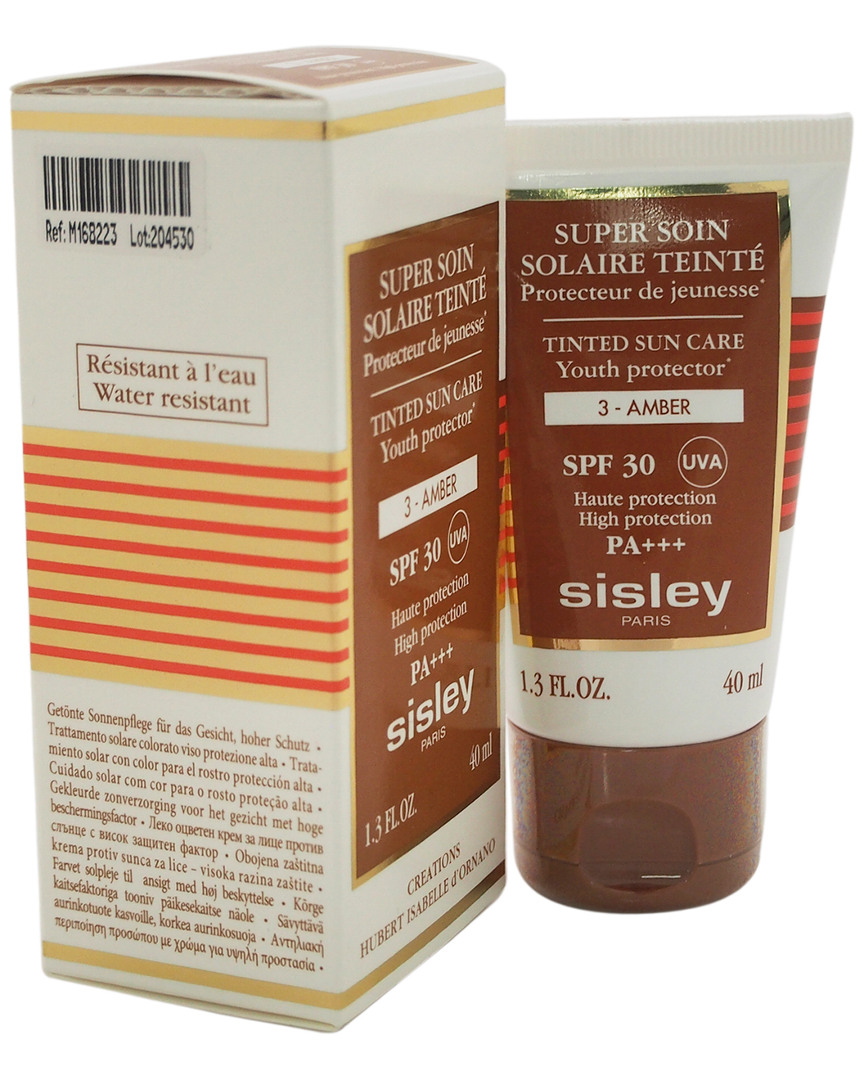 Ref: M168223 Lot:204530
Résistant à l'eau
Water resistant
Getönte Sonnenpflege für das Gesicht, hoher Schutz •
Trattamento solare colorato viso protezione alta • Trata-
miento solar con color para el rostro protección alta •
Cuidado solar com cor para o rosto proteção alta •
Gekleurde zonverzorging voor het gezicht met hoge
beschermingsfactor • Леко оцветен крем за лице против
слънце с висок защитен фактор • Obojena zaštitna
krema protiv sunca za lice – visoka razina zaštite •
Farvet solpleje til ansigt med høj beskyttelse • Kõrge
kaitsefaktoriga tooniv päikesekaitse näole • Sävyttävä
aurinkotuote kasvoille, korkea aurinkosuoja • Αντηλιακή
περιποίηση προσώπου με χρώμα για υψηλή προστασία •
SUPER SOIN
SOLAIRE TEINTÉ
Protecteur de jeunesse*
TINTED SUN CARE
Youth protector*
3 - AMBER
SPF 30 UVA
Haute protection
High protection
PA+++
sisley
PARIS
1.3 FL.OZ. 40 ml
CREATIONS
HUBERT ISABELLE d'ORNANO
SUPER SOIN
SOLAIRE TEINTÉ
Protecteur de jeunesse*
TINTED SUN CARE
Youth protector*
3 - AMBER
SPF 30 UVA
Haute protection
High protection
PA+++
sisley
PARIS
1.3 FL.OZ. 40 ml